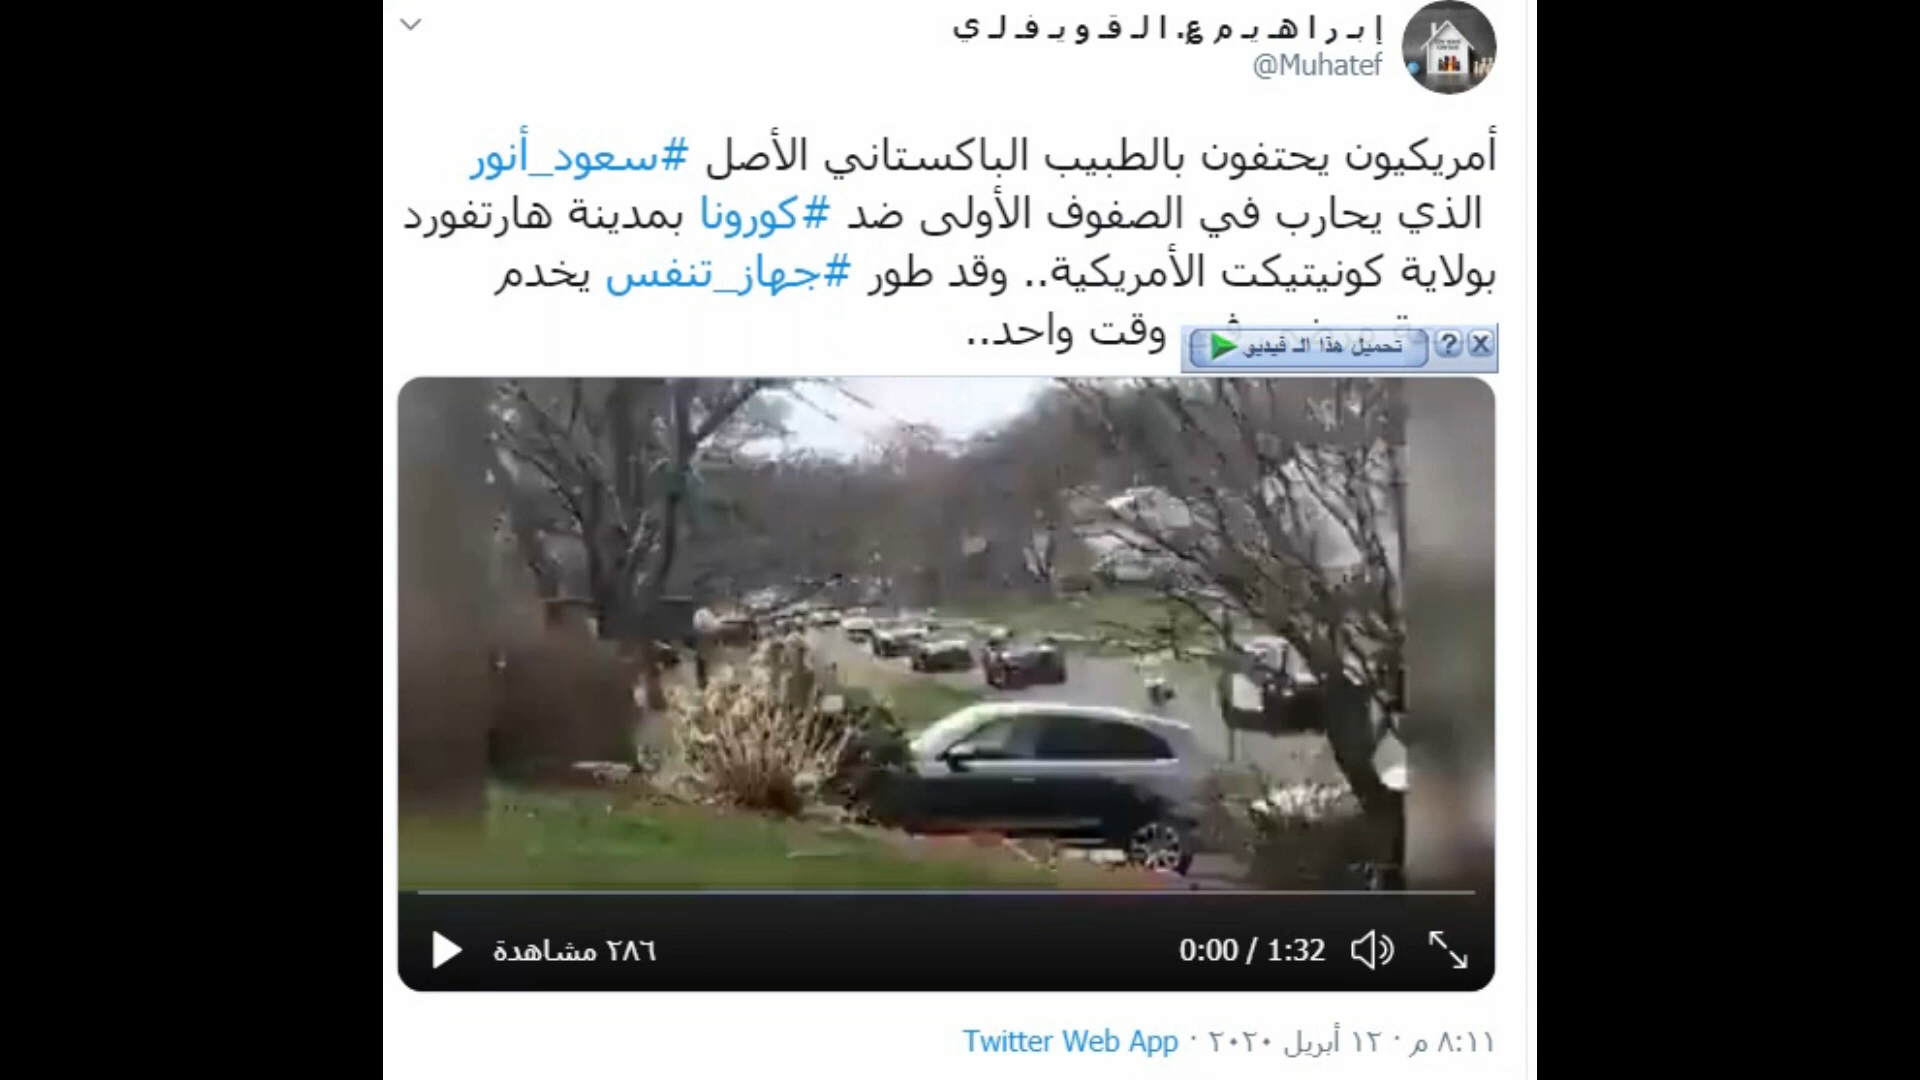 إبـراهـيـم ع.الـقـويـفـلـي
@Muhatef
أمريكيون يحتفون بالطبيب الباكستاني الأصل #سعود_أنور
الذي يحارب في الصفوف الأولى ضد #كورونا بمدينة هارتفورد
بولاية كونيتيكت الأمريكية.. وقد طور #جهاز_تنفس يخدم
وقت واحد..
تحميل هذا الـ فيديو ? X
٢٨٦ مشاهدة 0:00 / 1:32
٨:١١ م · ١٢ أبريل ٢٠٢٠ · Twitter Web App